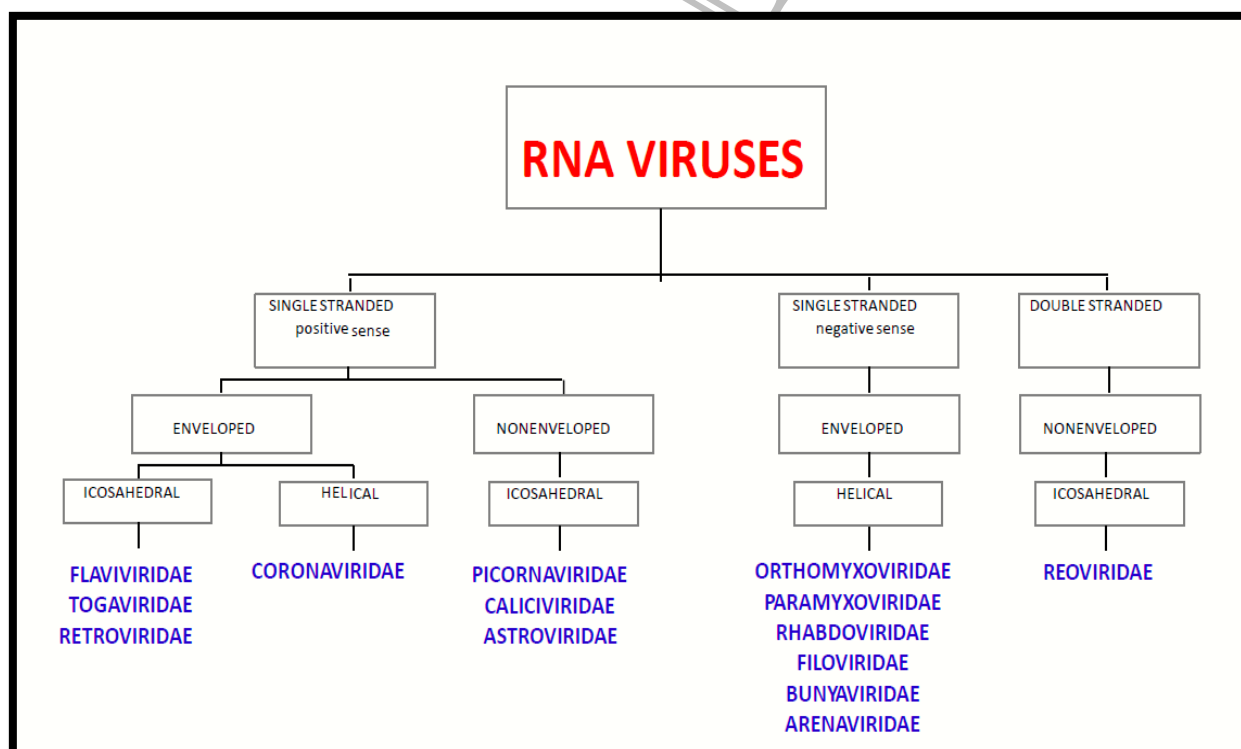 RNA VIRUSES
SINGLE STRANDED
positive sense
SINGLE STRANDED
negative sense
DOUBLE STRANDED
ENVELOPED
NONENVELOPED
ENVELOPED
NONENVELOPED
ICOSAHEDRAL
HELICAL
ICOSAHEDRAL
HELICAL
ICOSAHEDRAL
FLAVIVIRIDAE
TOGAVIRIDAE
RETROVIRIDAE
CORONAVIRIDAE
PICORNAVIRIDAE
CALICIVIRIDAE
ASTROVIRIDAE
ORTHOMYXOVIRIDAE
PARAMYXOVIRIDAE
RHABDOVIRIDAE
FILOVIRIDAE
BUNYAVIRIDAE
ARENAVIRIDAE
REOVIRIDAE